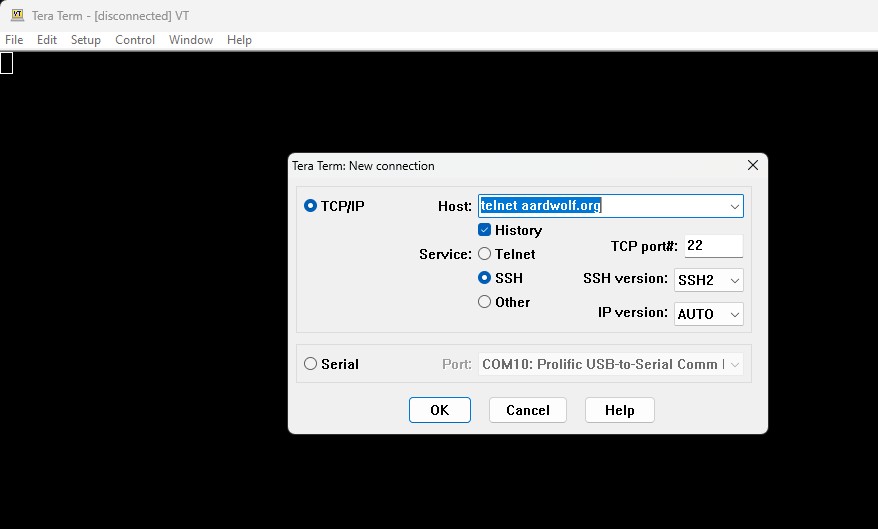 VT Tera Term - [disconnected] VT
File Edit Setup Control Window Help
Tera Term: New connection
TCP/IP Host: telnet aardwolf.org
History
Service: Telnet TCP port#: 22
SSH SSH version: SSH2
Other IP version: AUTO
Serial Port: COM10: Prolific USB-to-Serial Comm
OK Cancel Help